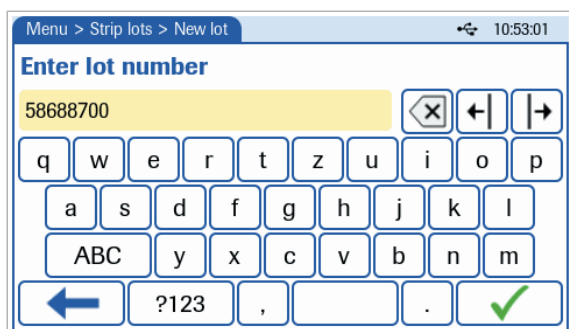 Menu > Strip lots > New lot 10:53:01
Enter lot number
58688700
q w e r t z u i o p
a s d f g h j k l
ABC y x c v b n m
?123 , .